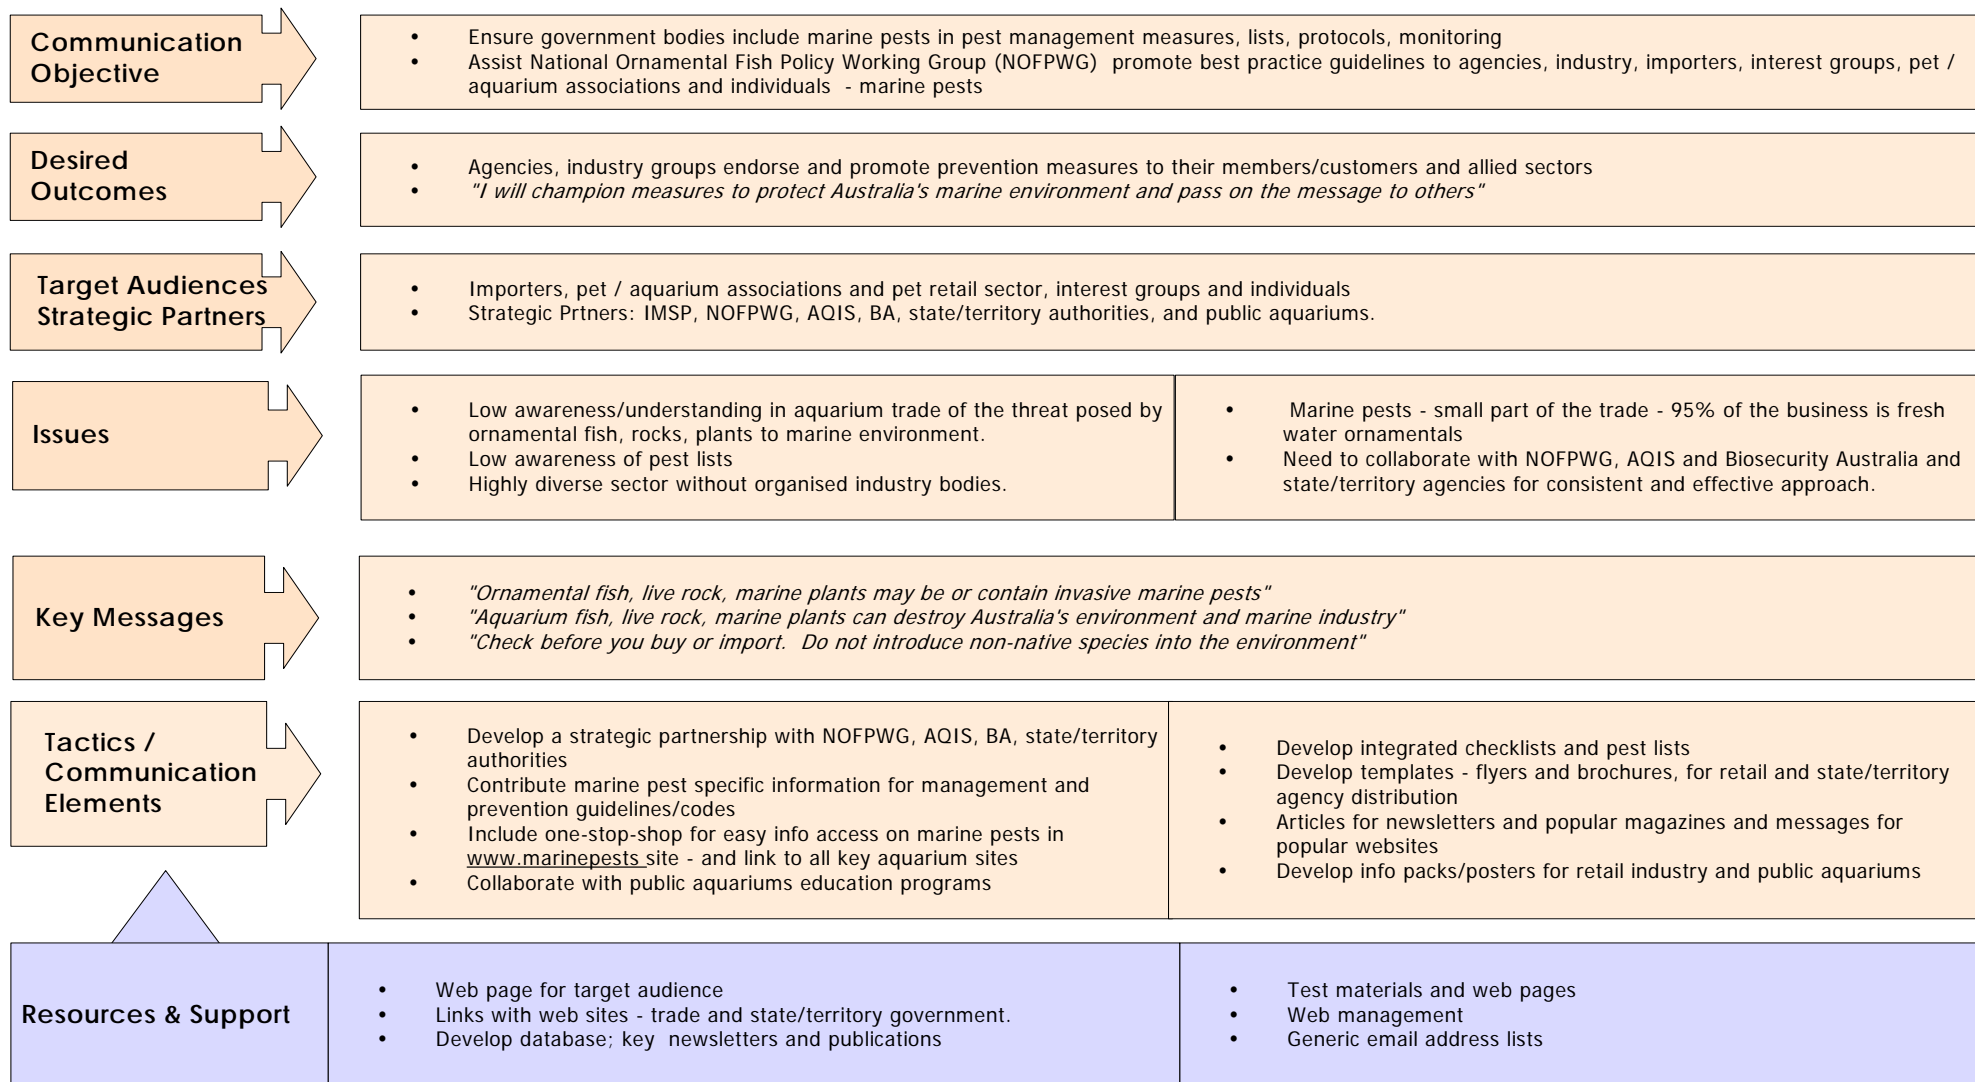 Communication
Objective
• Ensure government bodies include marine pests in pest management measures, lists, protocols, monitoring
• Assist National Ornamental Fish Policy Working Group (NOFPWG) promote best practice guidelines to agencies, industry, importers, interest groups, pet /
aquarium associations and individuals - marine pests
Desired
Outcomes
• Agencies, industry groups endorse and promote prevention measures to their members/customers and allied sectors
• "I will champion measures to protect Australia's marine environment and pass on the message to others"
Target Audiences
Strategic Partners
• Importers, pet / aquarium associations and pet retail sector, interest groups and individuals
• Strategic Prtners: IMSP, NOFPWG, AQIS, BA, state/territory authorities, and public aquariums.
Issues
• Low awareness/understanding in aquarium trade of the threat posed by
ornamental fish, rocks, plants to marine environment.
• Low awareness of pest lists
• Highly diverse sector without organised industry bodies.
• Marine pests - small part of the trade - 95% of the business is fresh
water ornamentals
• Need to collaborate with NOFPWG, AQIS and Biosecurity Australia and
state/territory agencies for consistent and effective approach.
Key Messages
• "Ornamental fish, live rock, marine plants may be or contain invasive marine pests"
• "Aquarium fish, live rock, marine plants can destroy Australia's environment and marine industry"
• "Check before you buy or import. Do not introduce non-native species into the environment"
Tactics /
Communication
Elements
• Develop a strategic partnership with NOFPWG, AQIS, BA, state/territory
authorities
• Contribute marine pest specific information for management and
prevention guidelines/codes
• Include one-stop-shop for easy info access on marine pests in
www.marinepests site - and link to all key aquarium sites
• Collaborate with public aquariums education programs
• Develop integrated checklists and pest lists
• Develop templates - flyers and brochures, for retail and state/territory
agency distribution
• Articles for newsletters and popular magazines and messages for
popular websites
• Develop info packs/posters for retail industry and public aquariums
Resources & Support
• Web page for target audience
• Links with web sites - trade and state/territory government.
• Develop database; key newsletters and publications
• Test materials and web pages
• Web management
• Generic email address lists